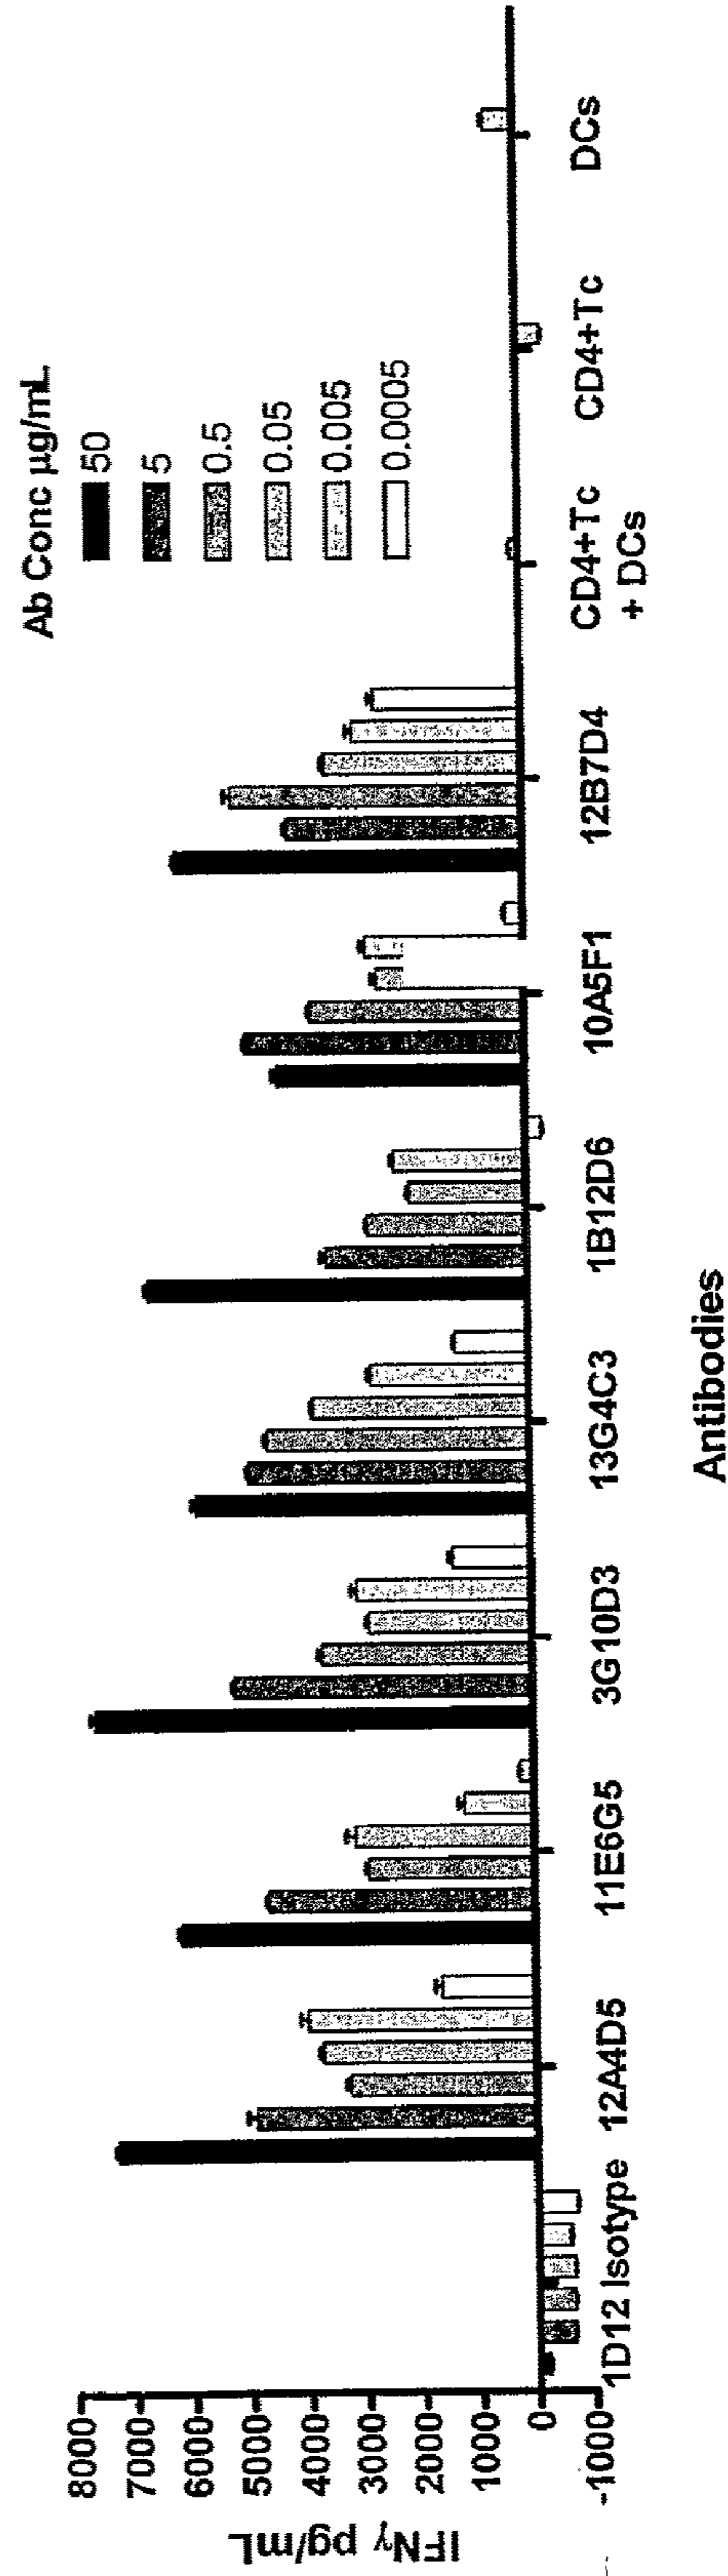 Ab Conc µg/mL
50
5
0.5
0.05
0.005
0.0005
IFNγ pg/mL
8000
7000
6000
5000
4000
3000
2000
1000
0
-1000
1D12 Isotype
12A4D5
11E6G5
3G10D3
13G4C3
1B12D6
10A5F1
12B7D4
CD4+Tc
+ DCs
CD4+Tc
DCs
Antibodies